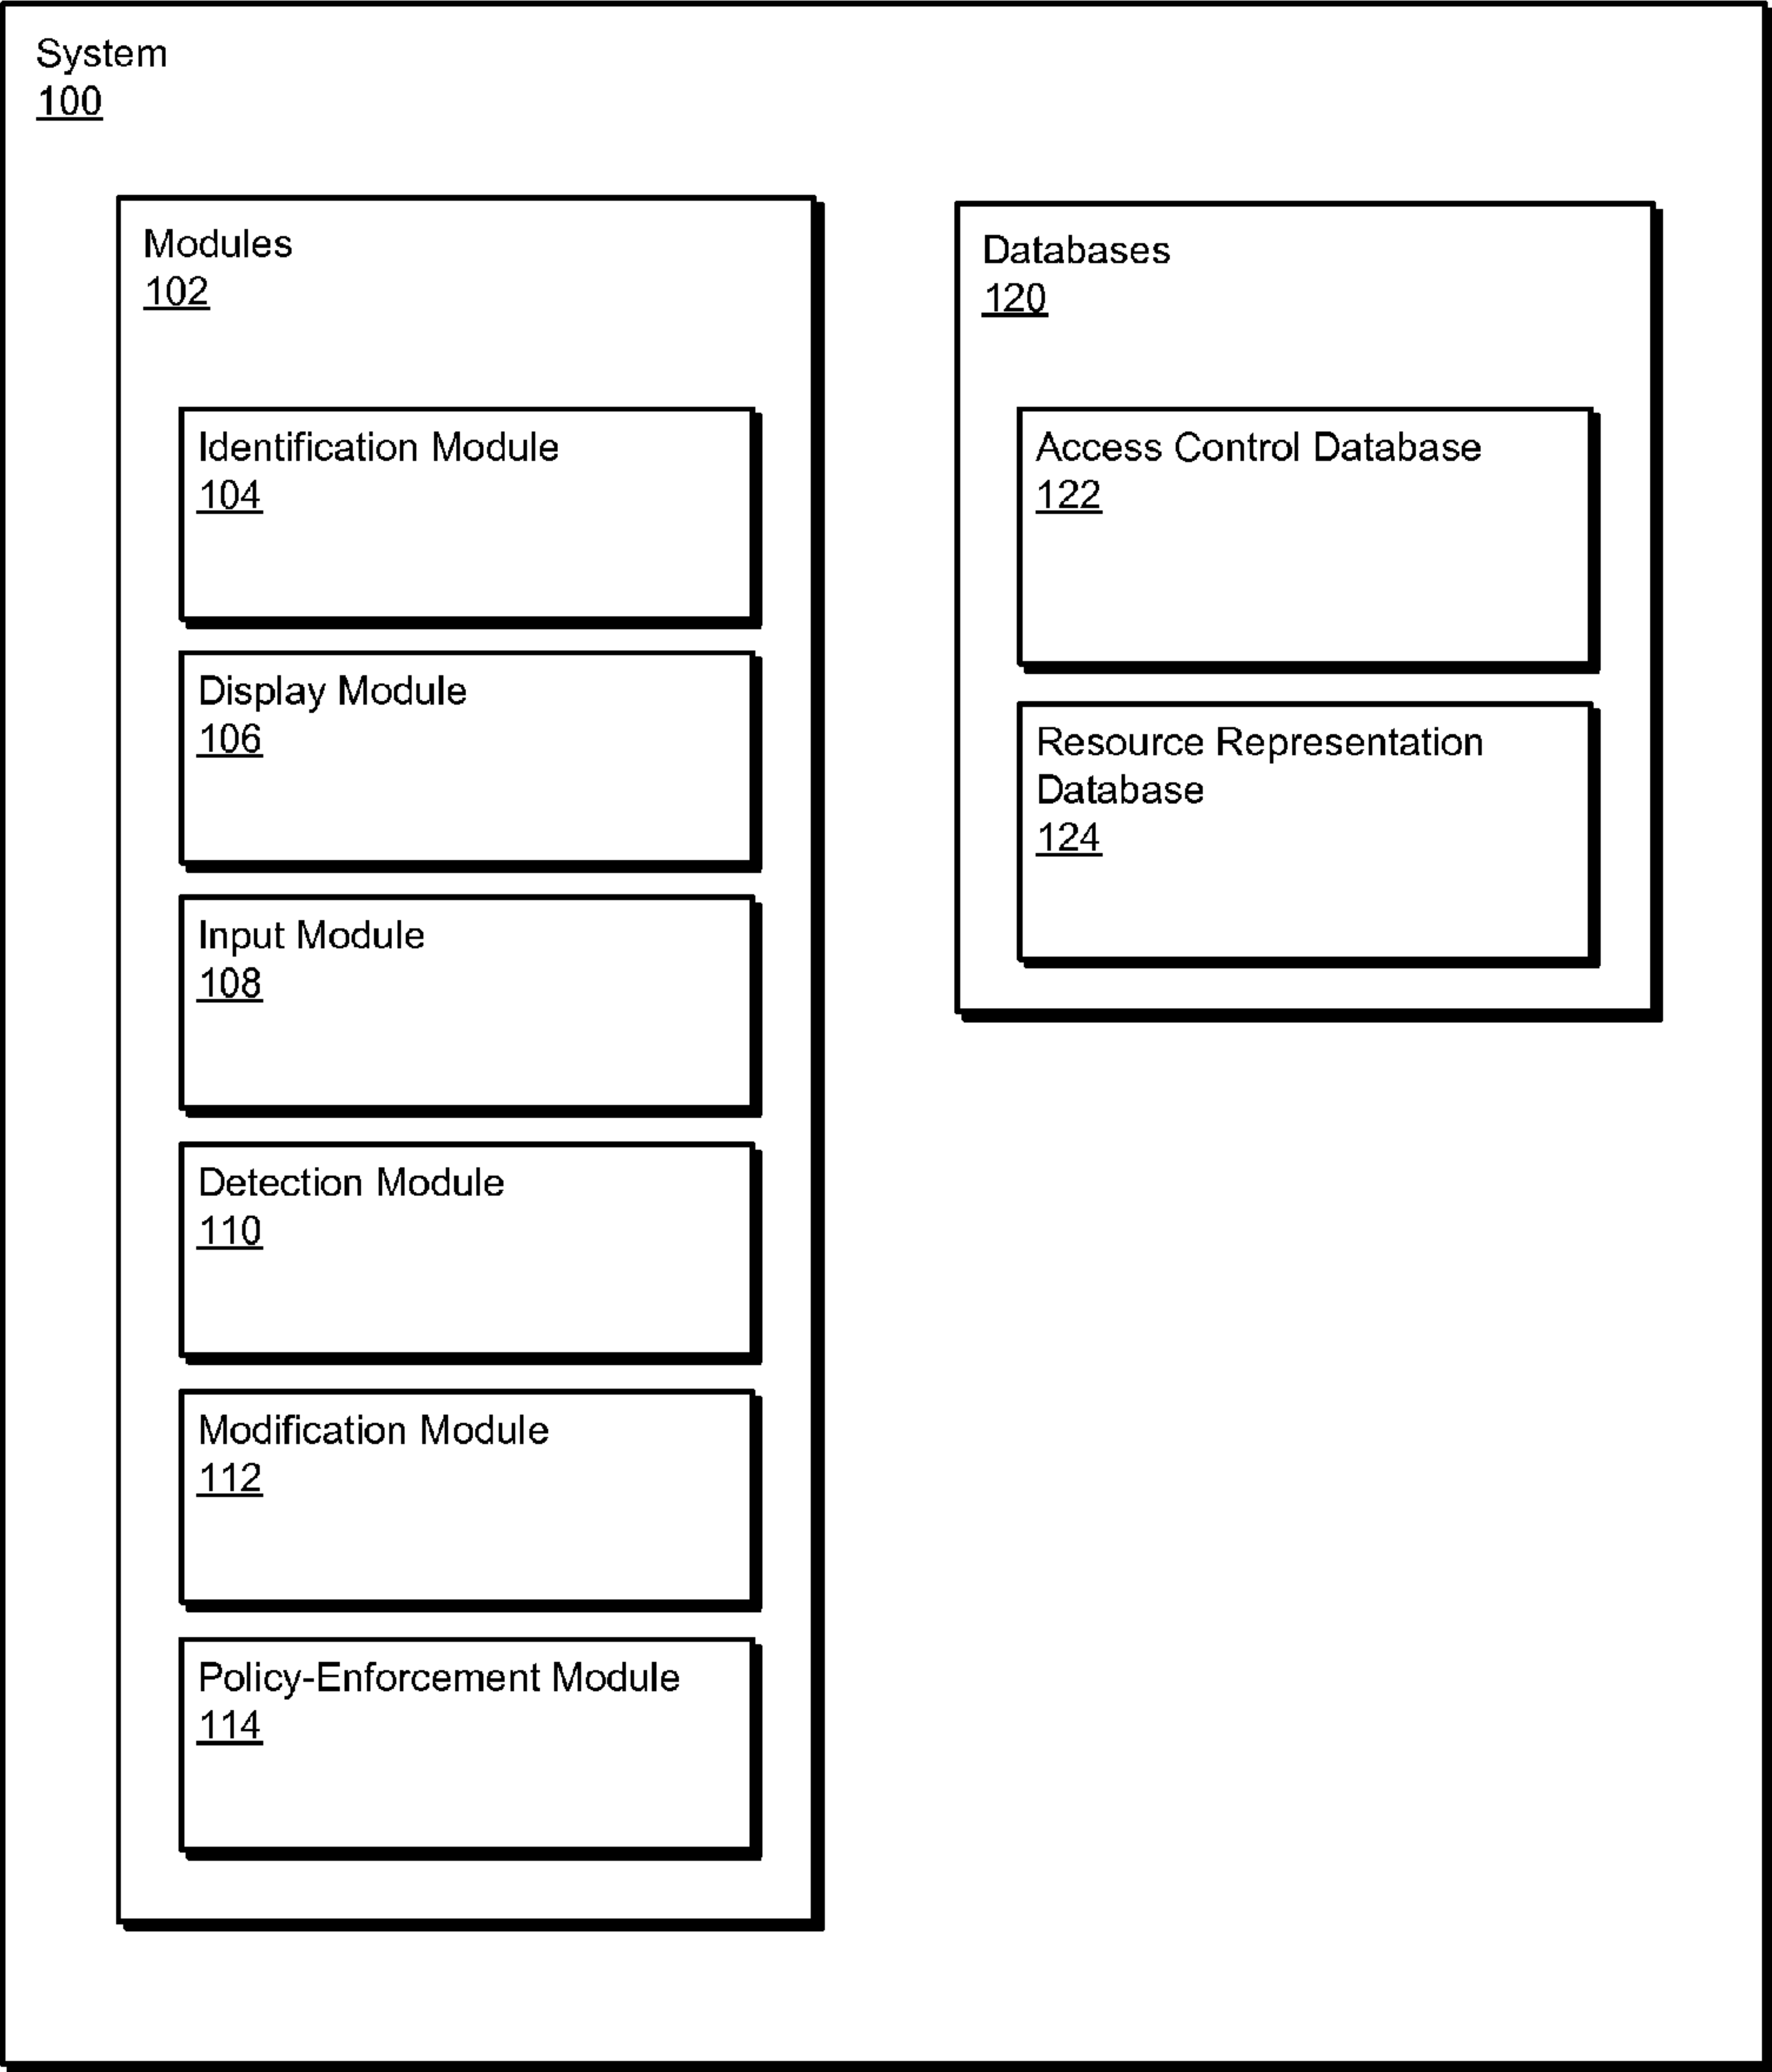 System
100
Modules
102
Identification Module
104
Display Module
106
Input Module
108
Detection Module
110
Modification Module
112
Policy-Enforcement Module
114
Databases
120
Access Control Database
122
Resource Representation
Database
124